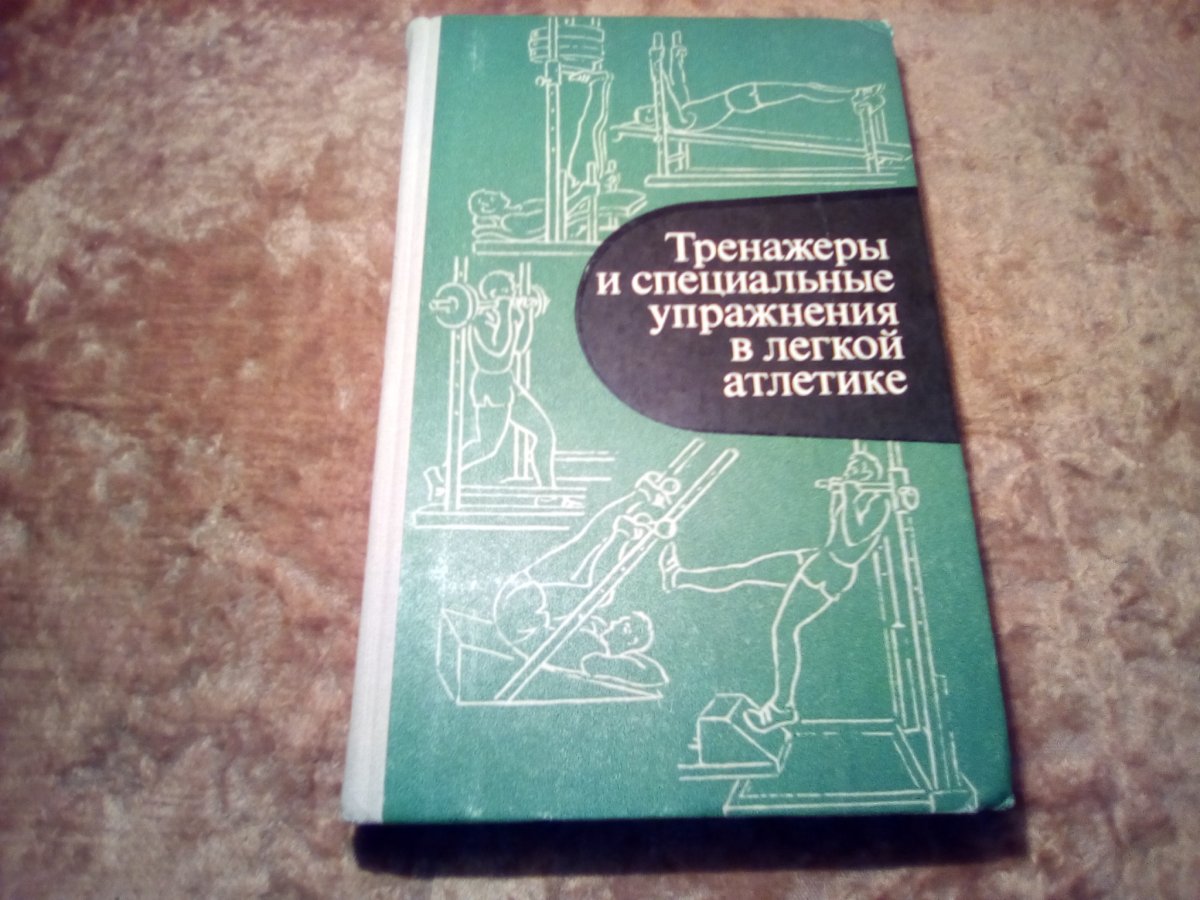 Тренажеры
и специальные
упражнения
в легкой
атлетике